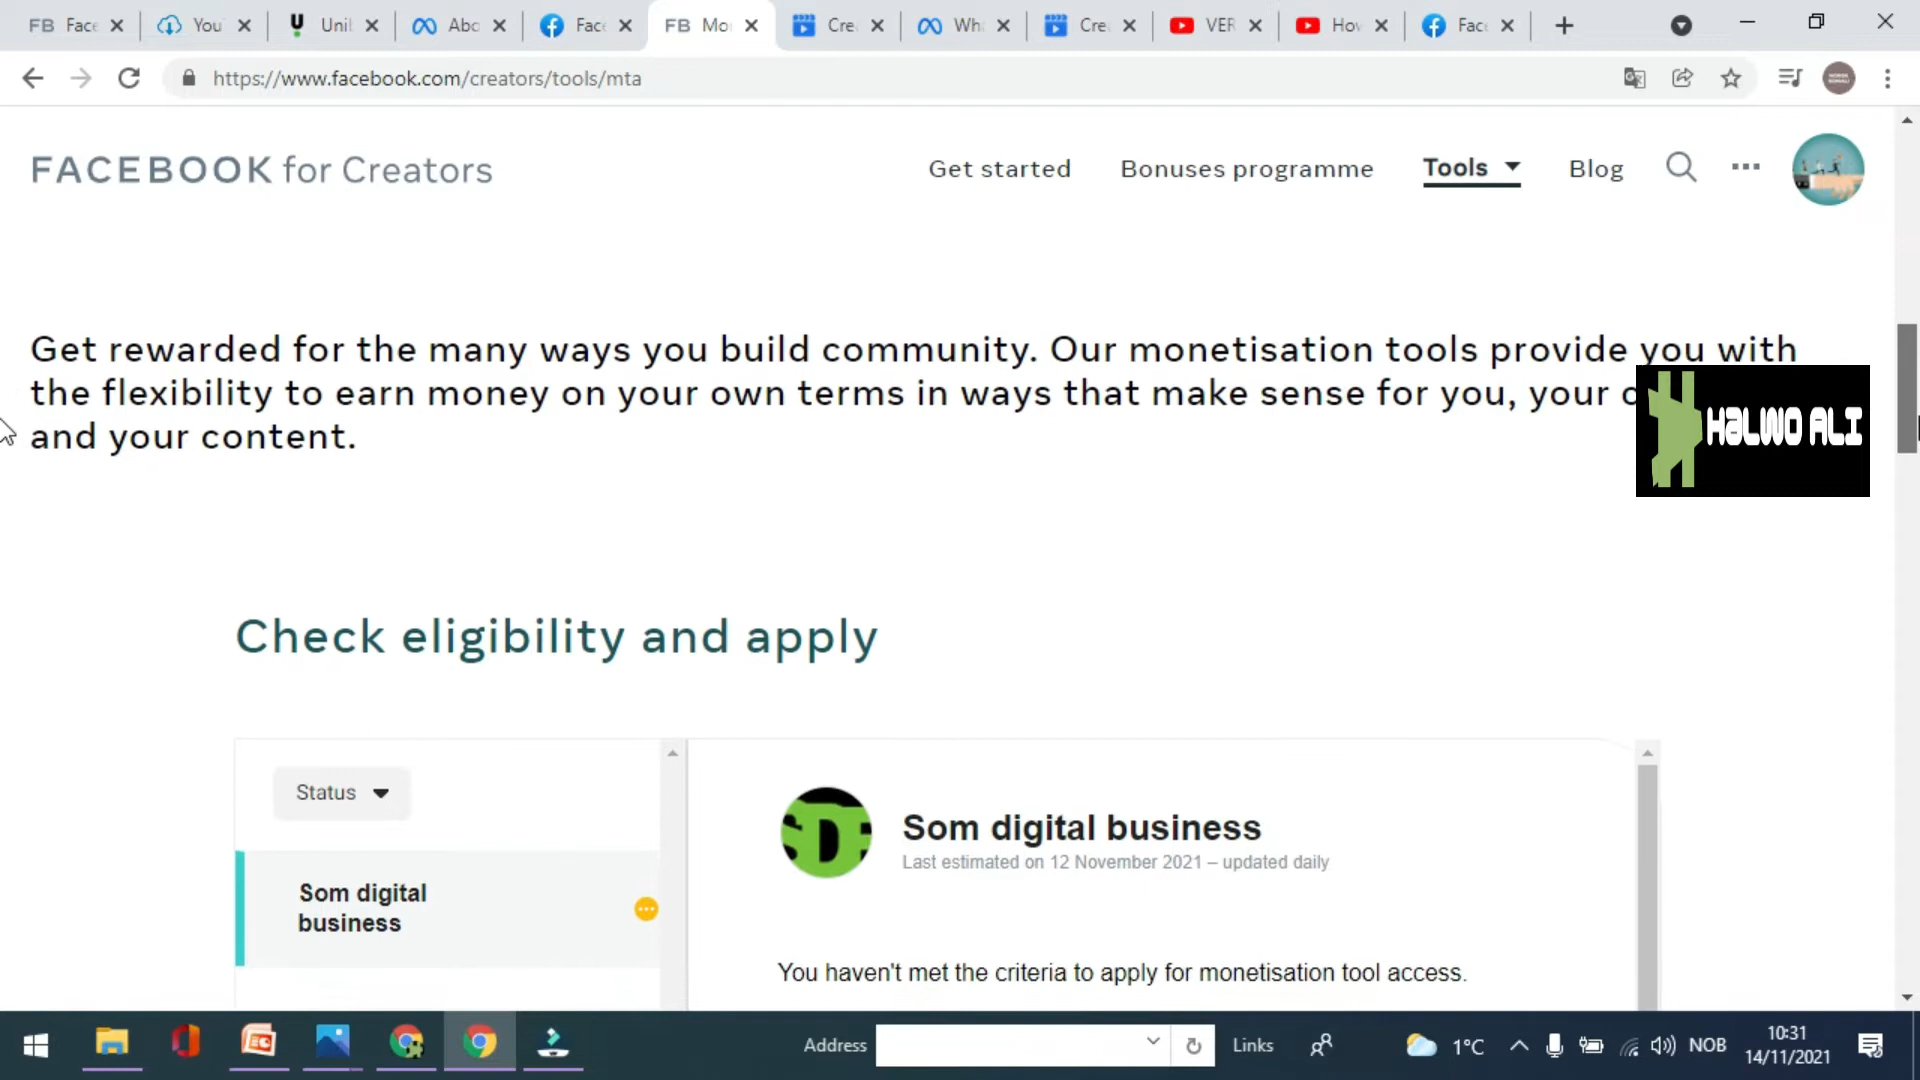 FB Face
You
Unil
Abo
Face
FB Mo
Cre
Wh
Cre
VER
How
Face
https://www.facebook.com/creators/tools/mta
FACEBOOK for Creators
Get started
Bonuses programme
Tools
Blog
Get rewarded for the many ways you build community. Our monetisation tools provide you with
the flexibility to earn money on your own terms in ways that make sense for you, your
and your content.
HALWO ALI
Check eligibility and apply
Status
Som digital business
Last estimated on 12 November 2021 – updated daily
Som digital
business
You haven't met the criteria to apply for monetisation tool access.
Address
Links
1°C
NOB
10:31
14/11/2021